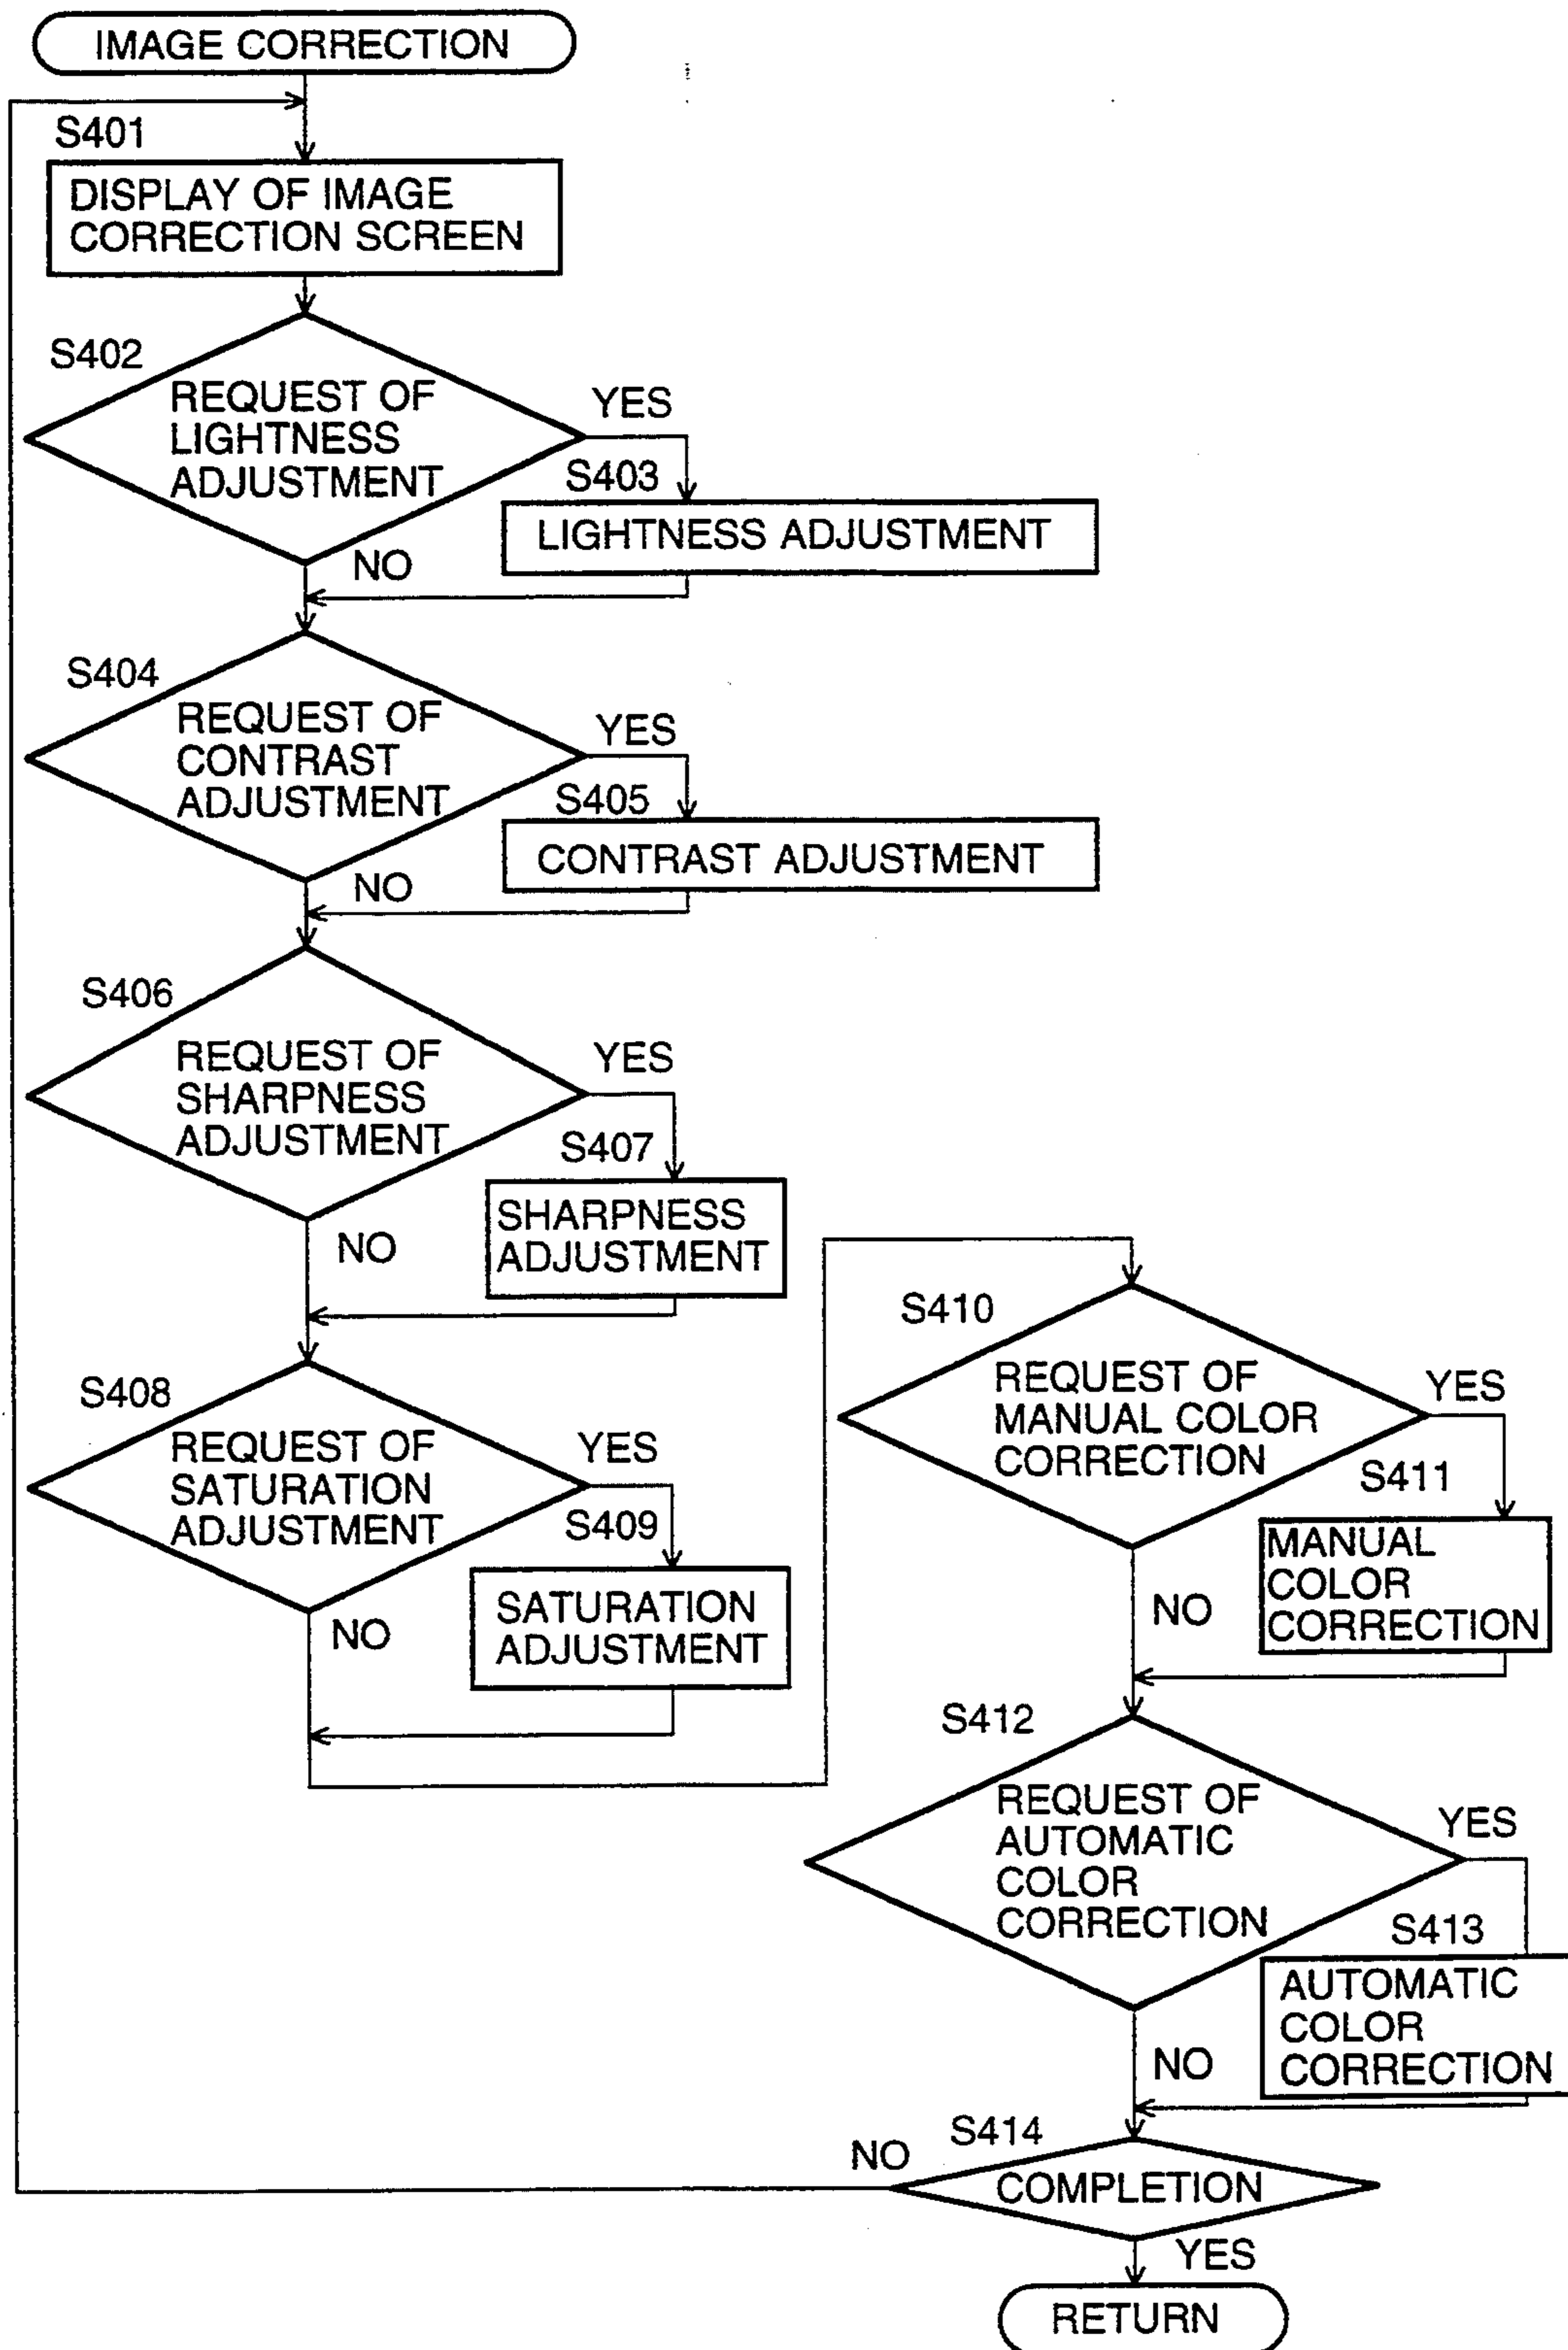 IMAGE CORRECTION
S401
DISPLAY OF IMAGE
CORRECTION SCREEN
S402
REQUEST OF
LIGHTNESS
ADJUSTMENT
YES
S403
LIGHTNESS ADJUSTMENT
NO
S404
REQUEST OF
CONTRAST
ADJUSTMENT
YES
S405
CONTRAST ADJUSTMENT
NO
S406
REQUEST OF
SHARPNESS
ADJUSTMENT
YES
S407
SHARPNESS
ADJUSTMENT
NO
S408
REQUEST OF
SATURATION
ADJUSTMENT
YES
S409
SATURATION
ADJUSTMENT
NO
S410
REQUEST OF
MANUAL COLOR
CORRECTION
YES
S411
MANUAL
COLOR
CORRECTION
NO
S412
REQUEST OF
AUTOMATIC
COLOR
CORRECTION
YES
S413
AUTOMATIC
COLOR
CORRECTION
NO
S414
COMPLETION
NO
YES
RETURN